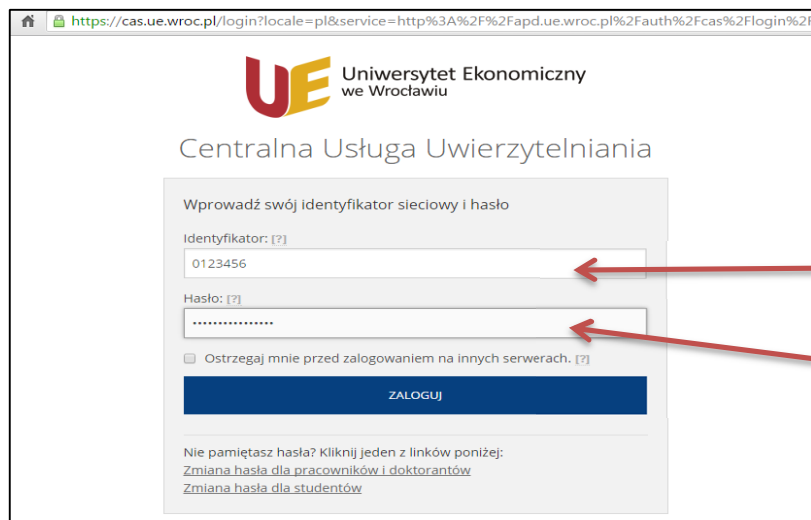 https://cas.ue.wroc.pl/login?locale=pl&service=http%3A%2F%2Fapd.ue.wroc.pl%2Fauth%2Fcas%2Flogin%2F
UE Uniwersytet Ekonomiczny
we Wrocławiu
Centralna Usługa Uwierzytelniania
Wprowadź swój identyfikator sieciowy i hasło
Identyfikator: [?]
0123456
Hasło: [?]
••••••••••••••••
Ostrzegaj mnie przed zalogowaniem na innych serwerach. [?]
ZALOGUJ
Nie pamiętasz hasła? Kliknij jeden z linków poniżej:
Zmiana hasła dla pracowników i doktorantów
Zmiana hasła dla studentów